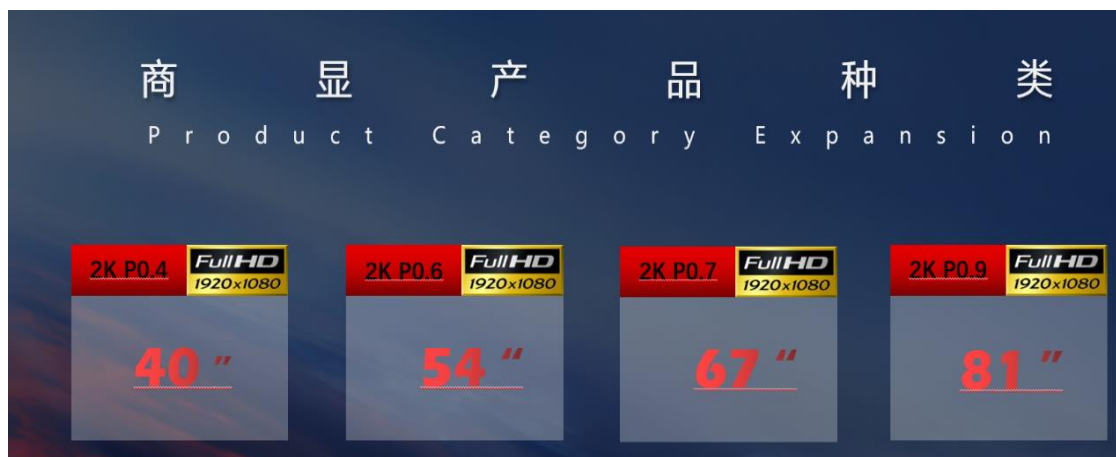 商显产品种类
Product Category Expansion
2K P0.4
Full HD
1920x1080
2K P0.6
Full HD
1920x1080
2K P0.7
Full HD
1920x1080
2K P0.9
Full HD
1920x1080
40 ”
54 “
67 “
81 ”